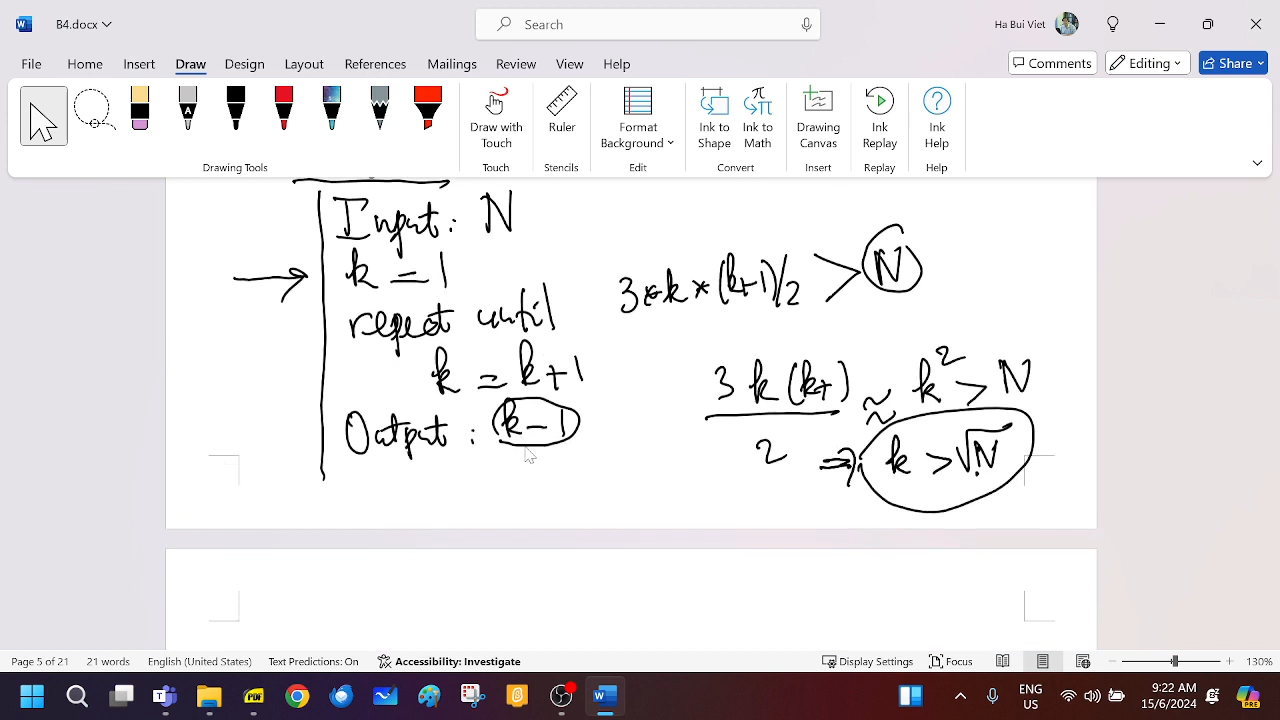 B4.docx
Search
Ha Bui Viet
File Home Insert Draw Design Layout References Mailings Review View Help
Comments Editing Share
Draw with Touch
Ruler
Format Background
Ink to Shape
Ink to Math
Drawing Canvas
Ink Replay
Ink Help
Drawing Tools Touch Stencils Edit Convert Insert Replay Help
Input: N
k = 1
repeat until 3*k*(k+1)/2 > N
k = k+1
Output: k-1
3k(k+)/2 ≈ k² > N
⇒ k > √N
Page 5 of 21 21 words English (United States) Text Predictions: On Accessibility: Investigate Display Settings Focus 130%
ENG US
9:22 AM
15/6/2024
PDF
PRE